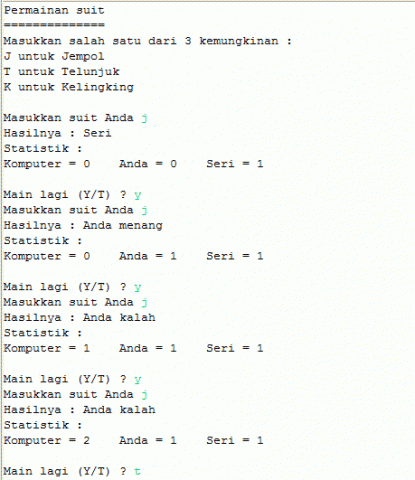 Permainan suit
==============
Masukkan salah satu dari 3 kemungkinan :
J untuk Jempol
T untuk Telunjuk
K untuk Kelingking
Masukkan suit Anda j
Hasilnya : Seri
Statistik :
Komputer = 0    Anda = 0    Seri = 1
Main lagi (Y/T) ? y
Masukkan suit Anda j
Hasilnya : Anda menang
Statistik :
Komputer = 0    Anda = 1    Seri = 1
Main lagi (Y/T) ? y
Masukkan suit Anda j
Hasilnya : Anda kalah
Statistik :
Komputer = 1    Anda = 1    Seri = 1
Main lagi (Y/T) ? y
Masukkan suit Anda j
Hasilnya : Anda kalah
Statistik :
Komputer = 2    Anda = 1    Seri = 1
Main lagi (Y/T) ? t